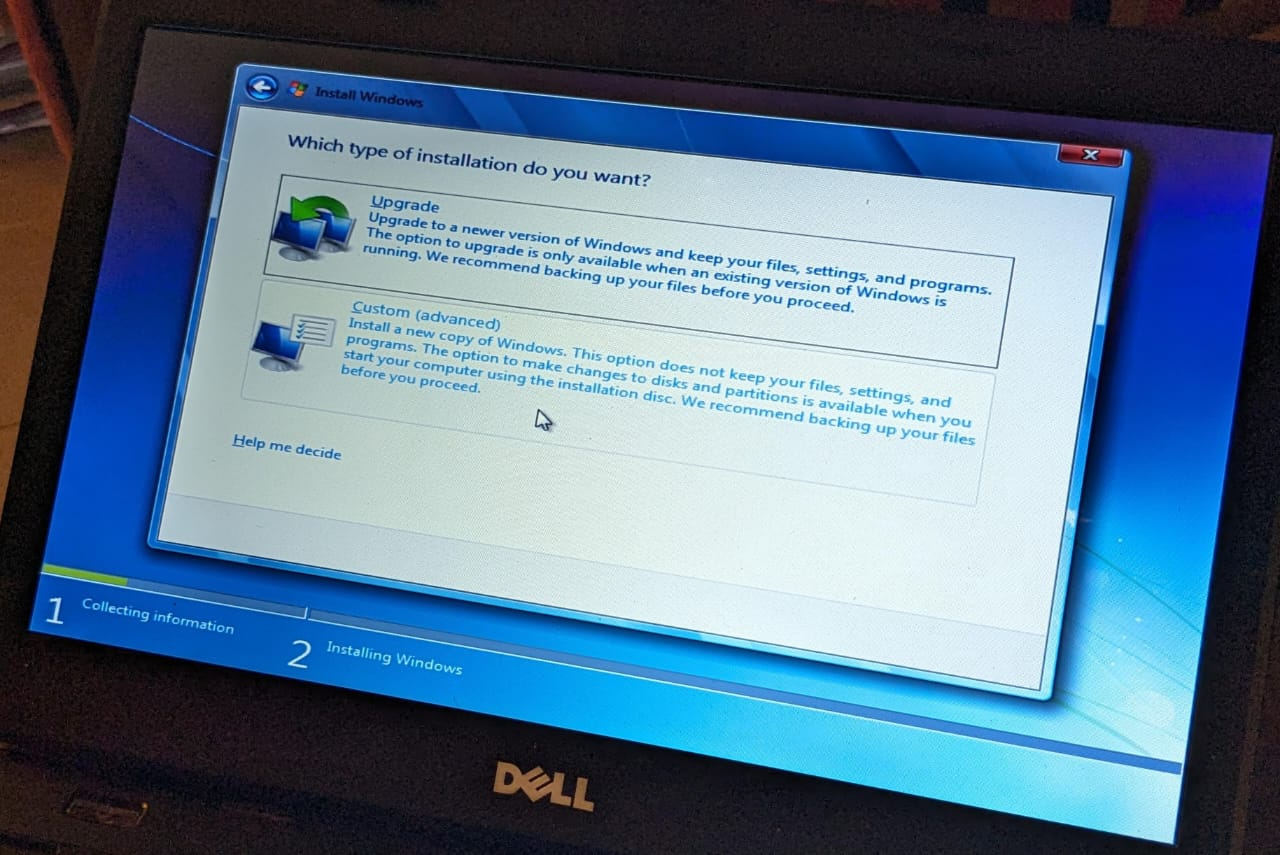 Install Windows
Which type of installation do you want?
Upgrade
Upgrade to a newer version of Windows and keep your files, settings, and programs.
The option to upgrade is only available when an existing version of Windows is
running. We recommend backing up your files before you proceed.
Custom (advanced)
Install a new copy of Windows. This option does not keep your files, settings, and
programs. The option to make changes to disks and partitions is available when you
start your computer using the installation disc. We recommend backing up your files
before you proceed.
Help me decide
1 Collecting information
2 Installing Windows
DELL